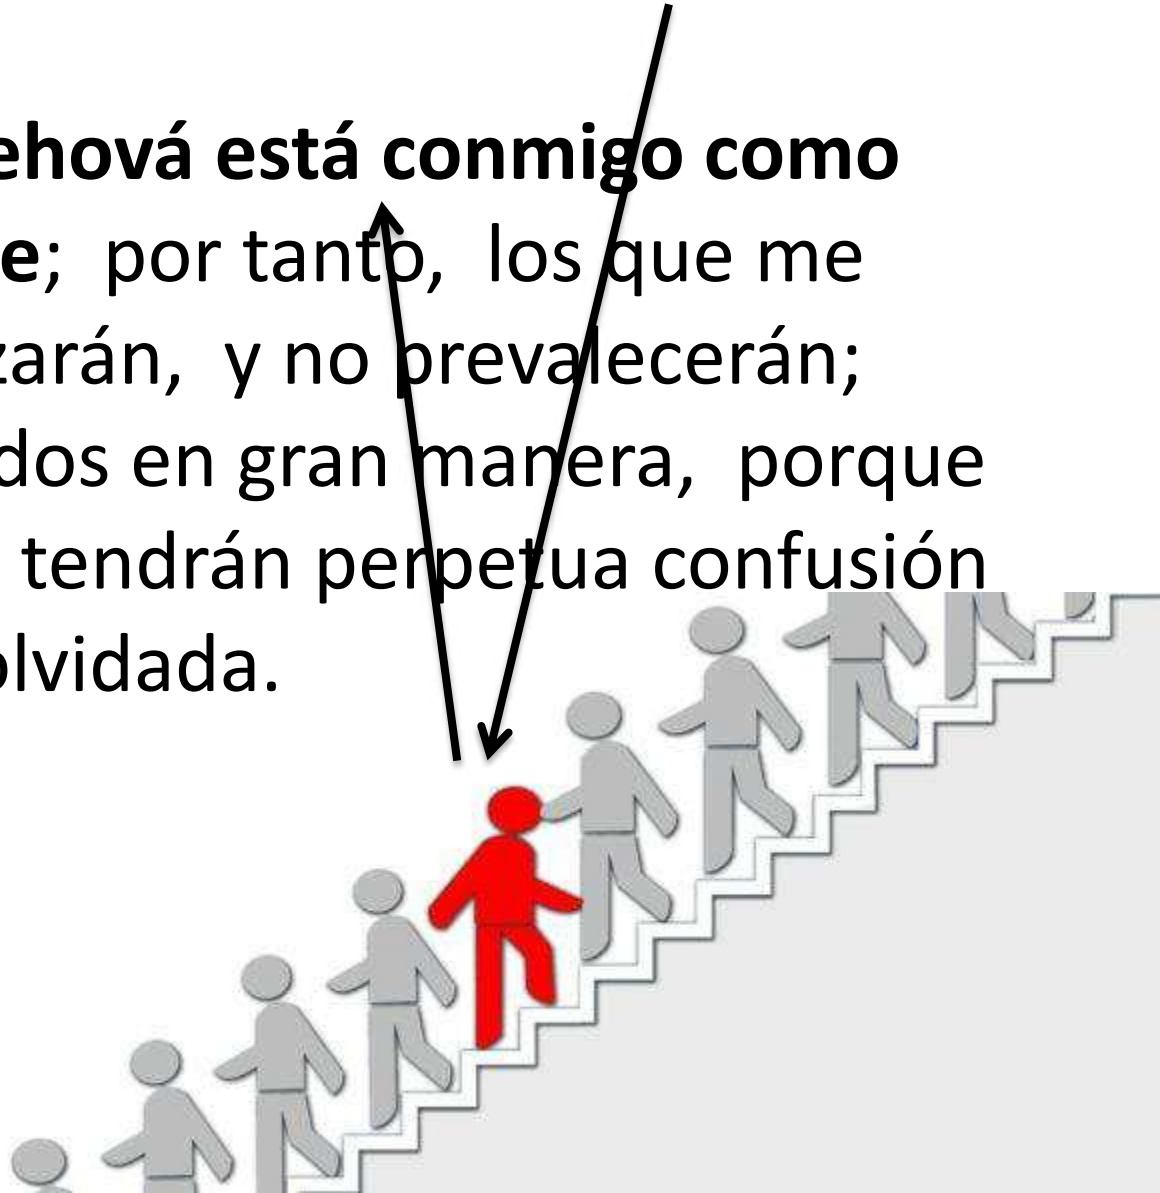 ehová está conmigo como
e; por tanto, los que me
zarán, y no prevalecerán;
dos en gran manera, porque
tendrán perpetua confusión
olvidada.